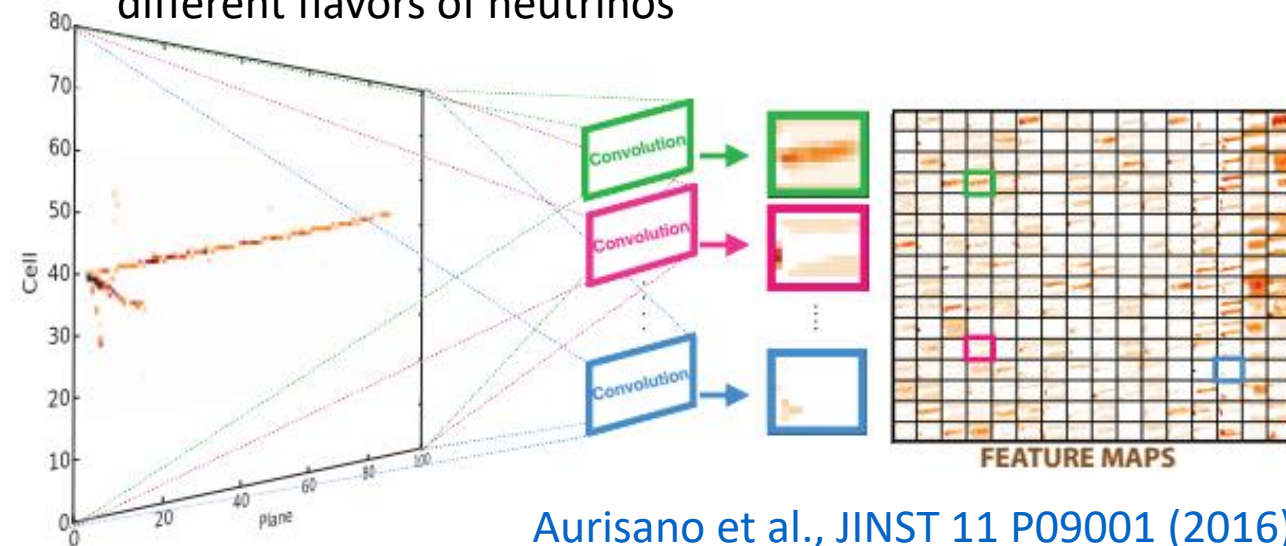 different flavors of neutrinos
80
70
60
50
40
30
20
10
0
Cell
0
20
40
60
80
100
Plane
Convolution
Convolution
Convolution
FEATURE MAPS
Aurisano et al., JINST 11 P09001 (2016)